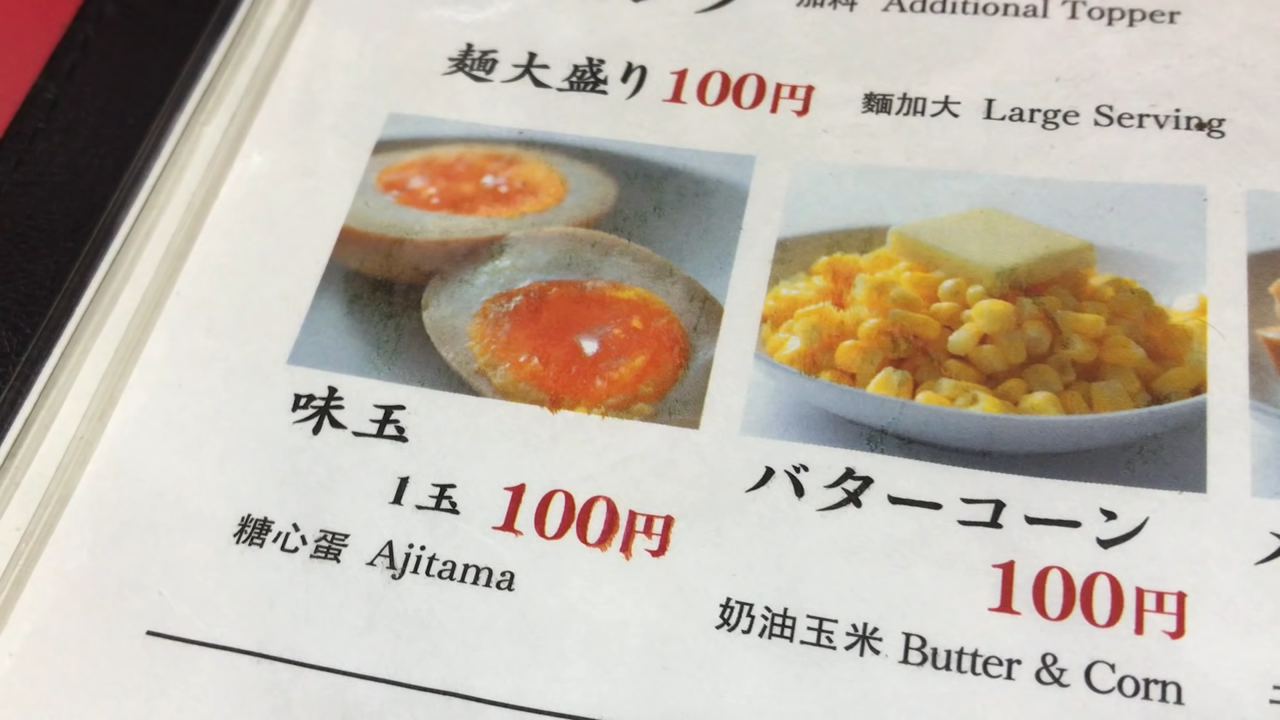 加料 Additional Topper
麺大盛り 100円 麵加大 Large Serving
味玉
1玉 100円
糖心蛋 Ajitama
バターコーン
100円
奶油玉米 Butter & Corn